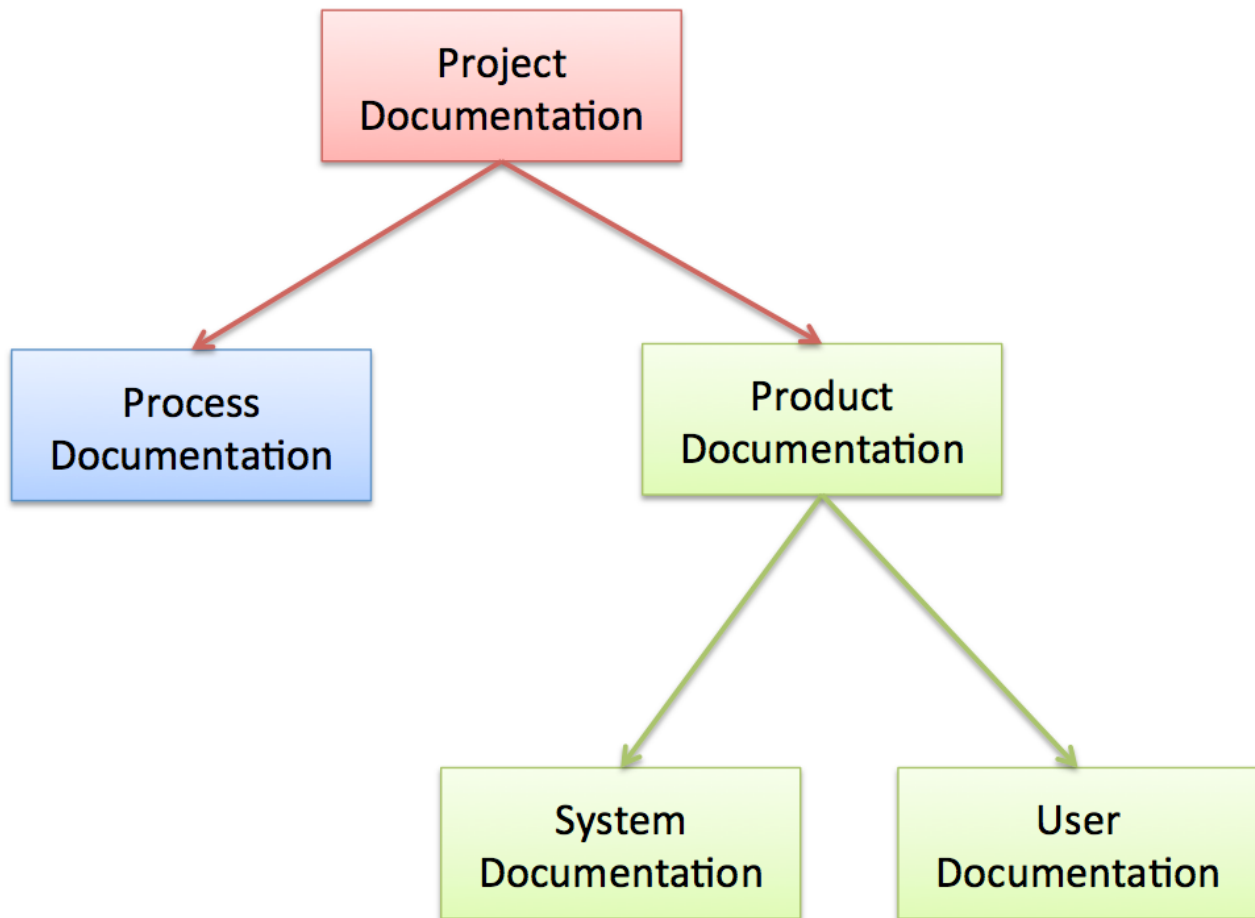 Project
Documentation
Process
Documentation
Product
Documentation
System
Documentation
User
Documentation